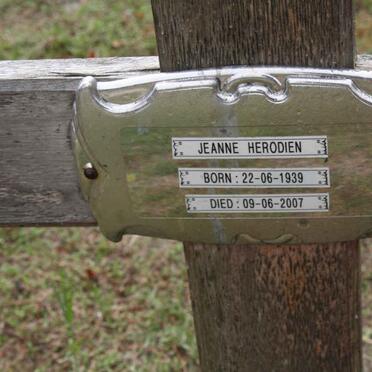 JEANNE HERODIEN
BORN : 22-06-1939
DIED : 09-06-2007